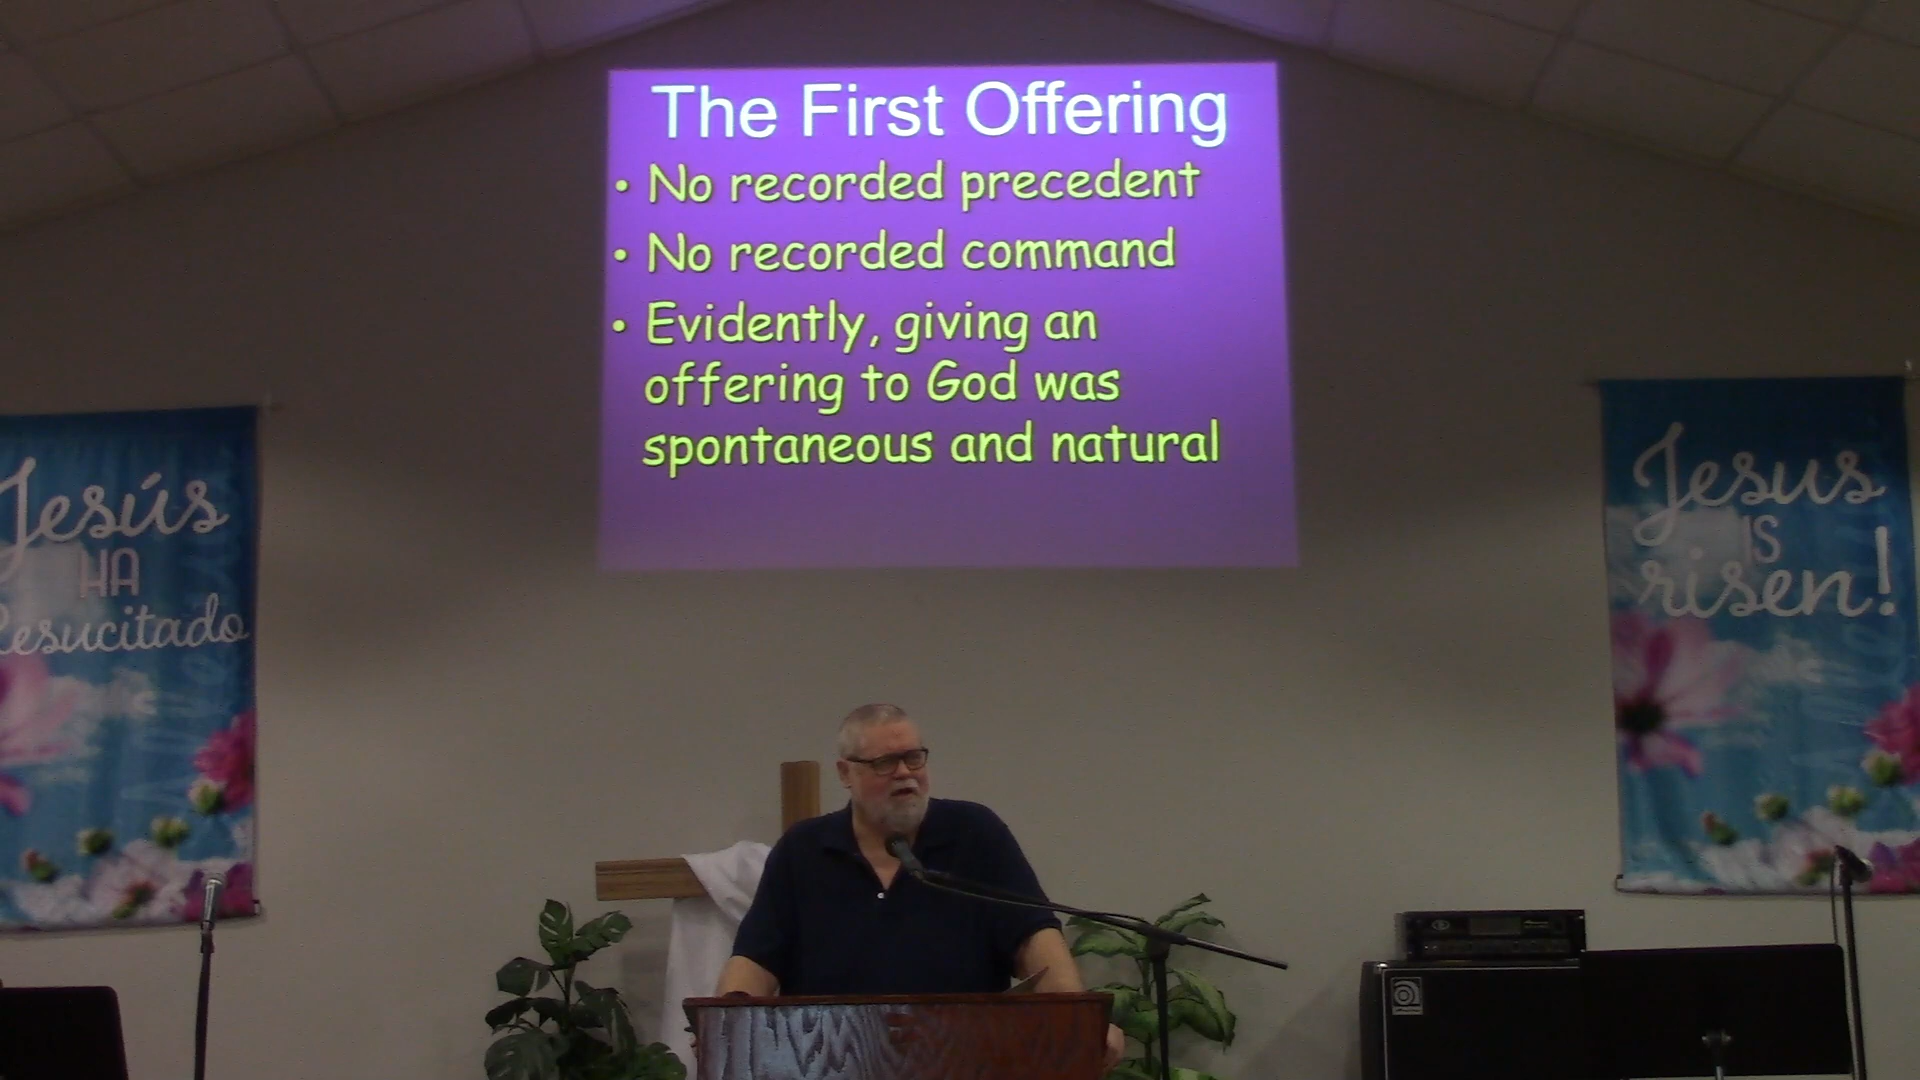 The First Offering
• No recorded precedent
• No recorded command
• Evidently, giving an
offering to God was
spontaneous and natural
Jesús
HA
Resucitado
Jesus
IS
risen!